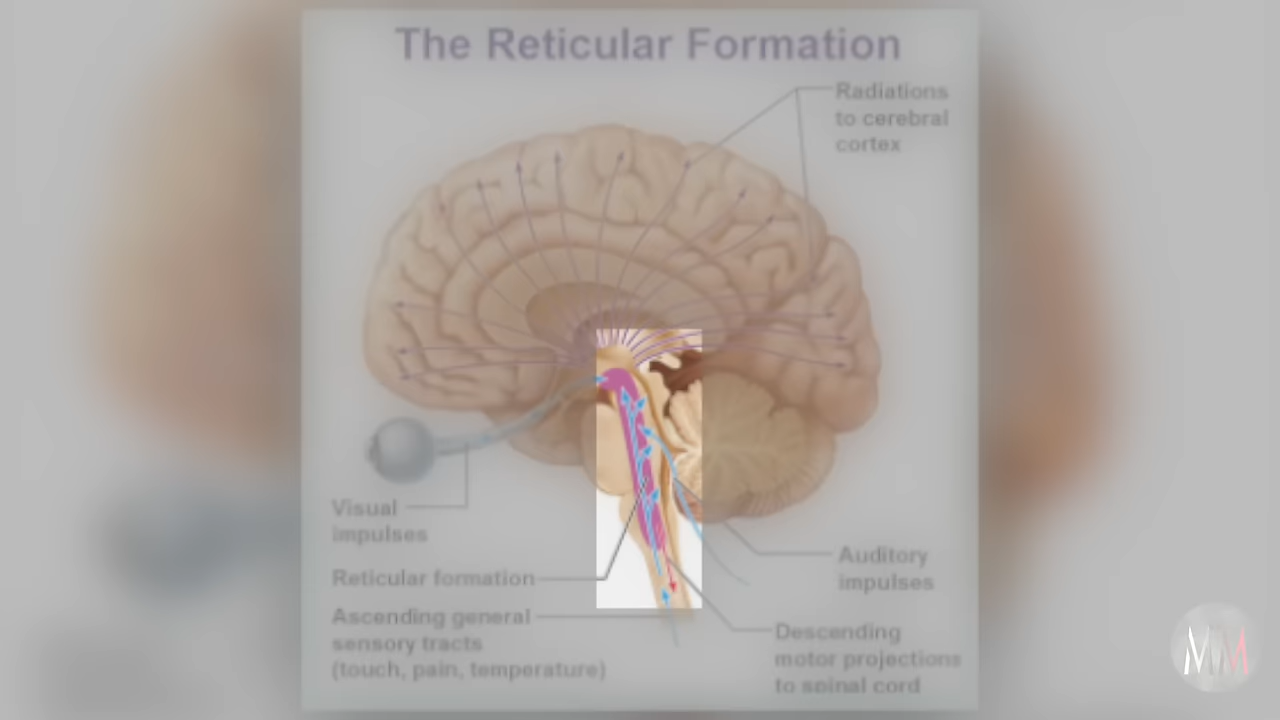 The Reticular Formation
Radiations
to cerebral
cortex
Visual
impulses
Reticular formation
Ascending general
sensory tracts
(touch, pain, temperature)
Auditory
impulses
Descending
motor projections
to spinal cord
MM